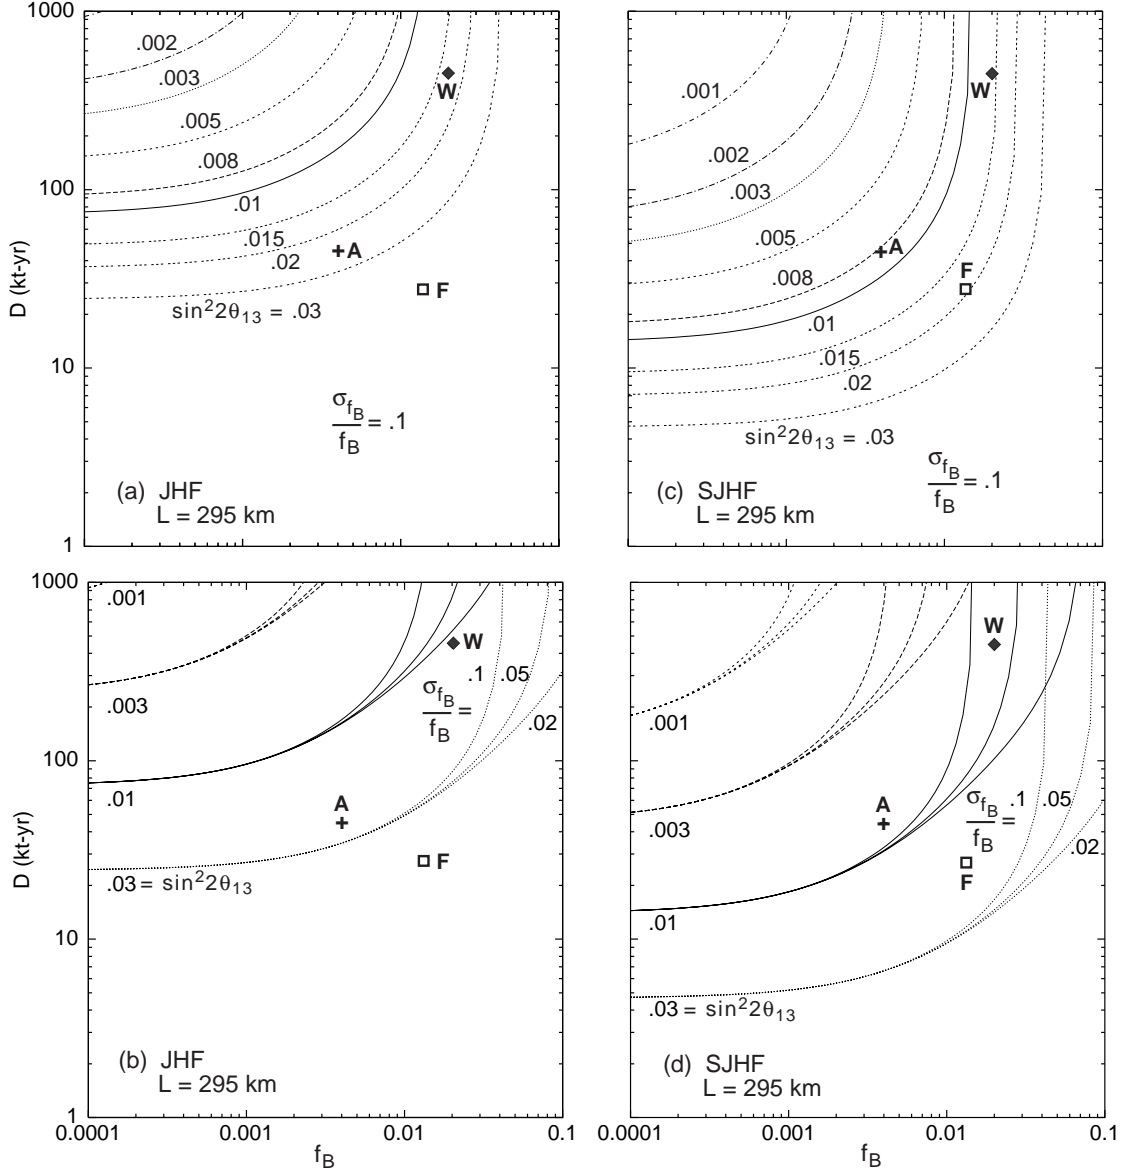 1000
100
10
1
D (kt-yr)
.002
.003
.005
.008
.01
.015
.02
sin²2θ₁₃ = .03
W
A
F
σ_f_B
f_B
= .1
(a) JHF
L = 295 km
.001
.002
.003
.005
.008
.01
.015
.02
sin²2θ₁₃ = .03
W
A
F
σ_f_B
f_B
= .1
(c) SJHF
L = 295 km
1000
100
10
1
D (kt-yr)
.001
.003
.01
.03 = sin²2θ₁₃
W
A
F
σ_f_B
f_B
=
.1
.05
.02
(b) JHF
L = 295 km
0.0001
0.001
0.01
0.1
f_B
.001
.003
.01
.03 = sin²2θ₁₃
W
A
F
σ_f_B
f_B
=
.1
.05
.02
(d) SJHF
L = 295 km
0.0001
0.001
0.01
0.1
f_B